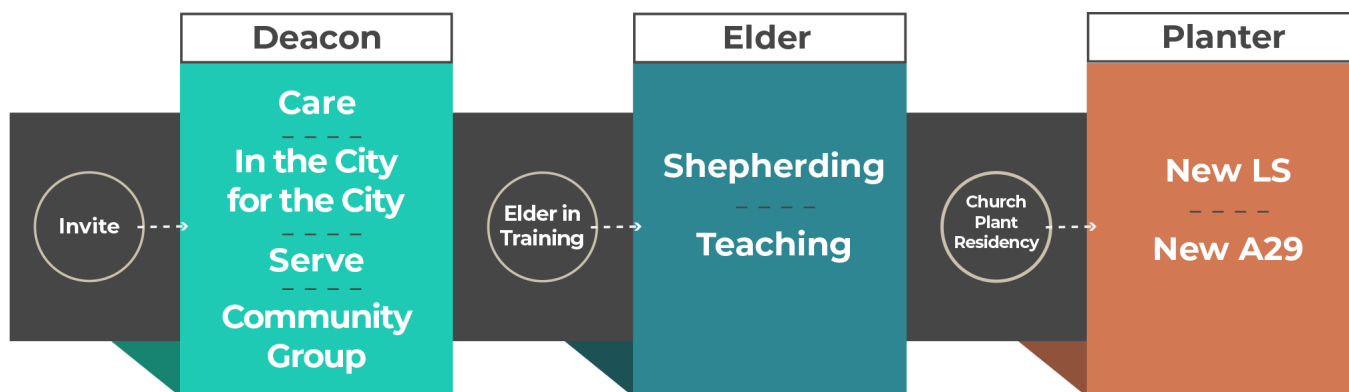 Invite
Deacon
Care
In the City
for the City
Serve
Community
Group
Elder in
Training
Elder
Shepherding
Teaching
Church
Plant
Residency
Planter
New LS
New A29